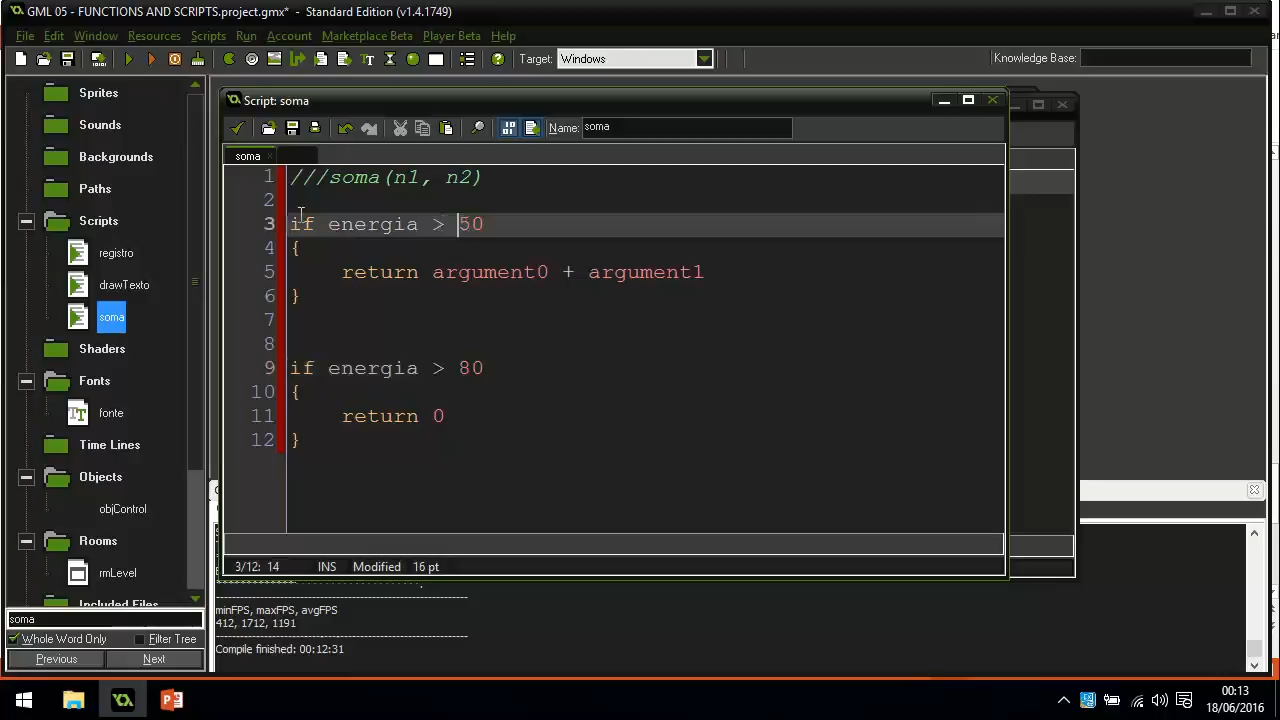 GML 05 - FUNCTIONS AND SCRIPTS.project.gmx* - Standard Edition (v1.4.1749)
File Edit Window Resources Scripts Run Account Marketplace Beta Player Beta Help
Target: Windows Knowledge Base:
Sprites
Sounds
Backgrounds
Paths
Scripts
registro
drawTexto
soma
Shaders
Fonts
fonte
Time Lines
Objects
objControl
Rooms
rmLevel
Included Files
soma
Whole Word Only Filter Tree
Previous Next
Script: soma
Name: soma
soma
1 ///soma(n1, n2)
2
3 if energia > 50
4 {
5 return argument0 + argument1
6 }
7
8
9 if energia > 80
10 {
11 return 0
12 }
3/12: 14 INS Modified 16 pt
minFPS, maxFPS, avgFPS
412, 1712, 1191
Compile finished: 00:12:31
00:13
18/06/2016